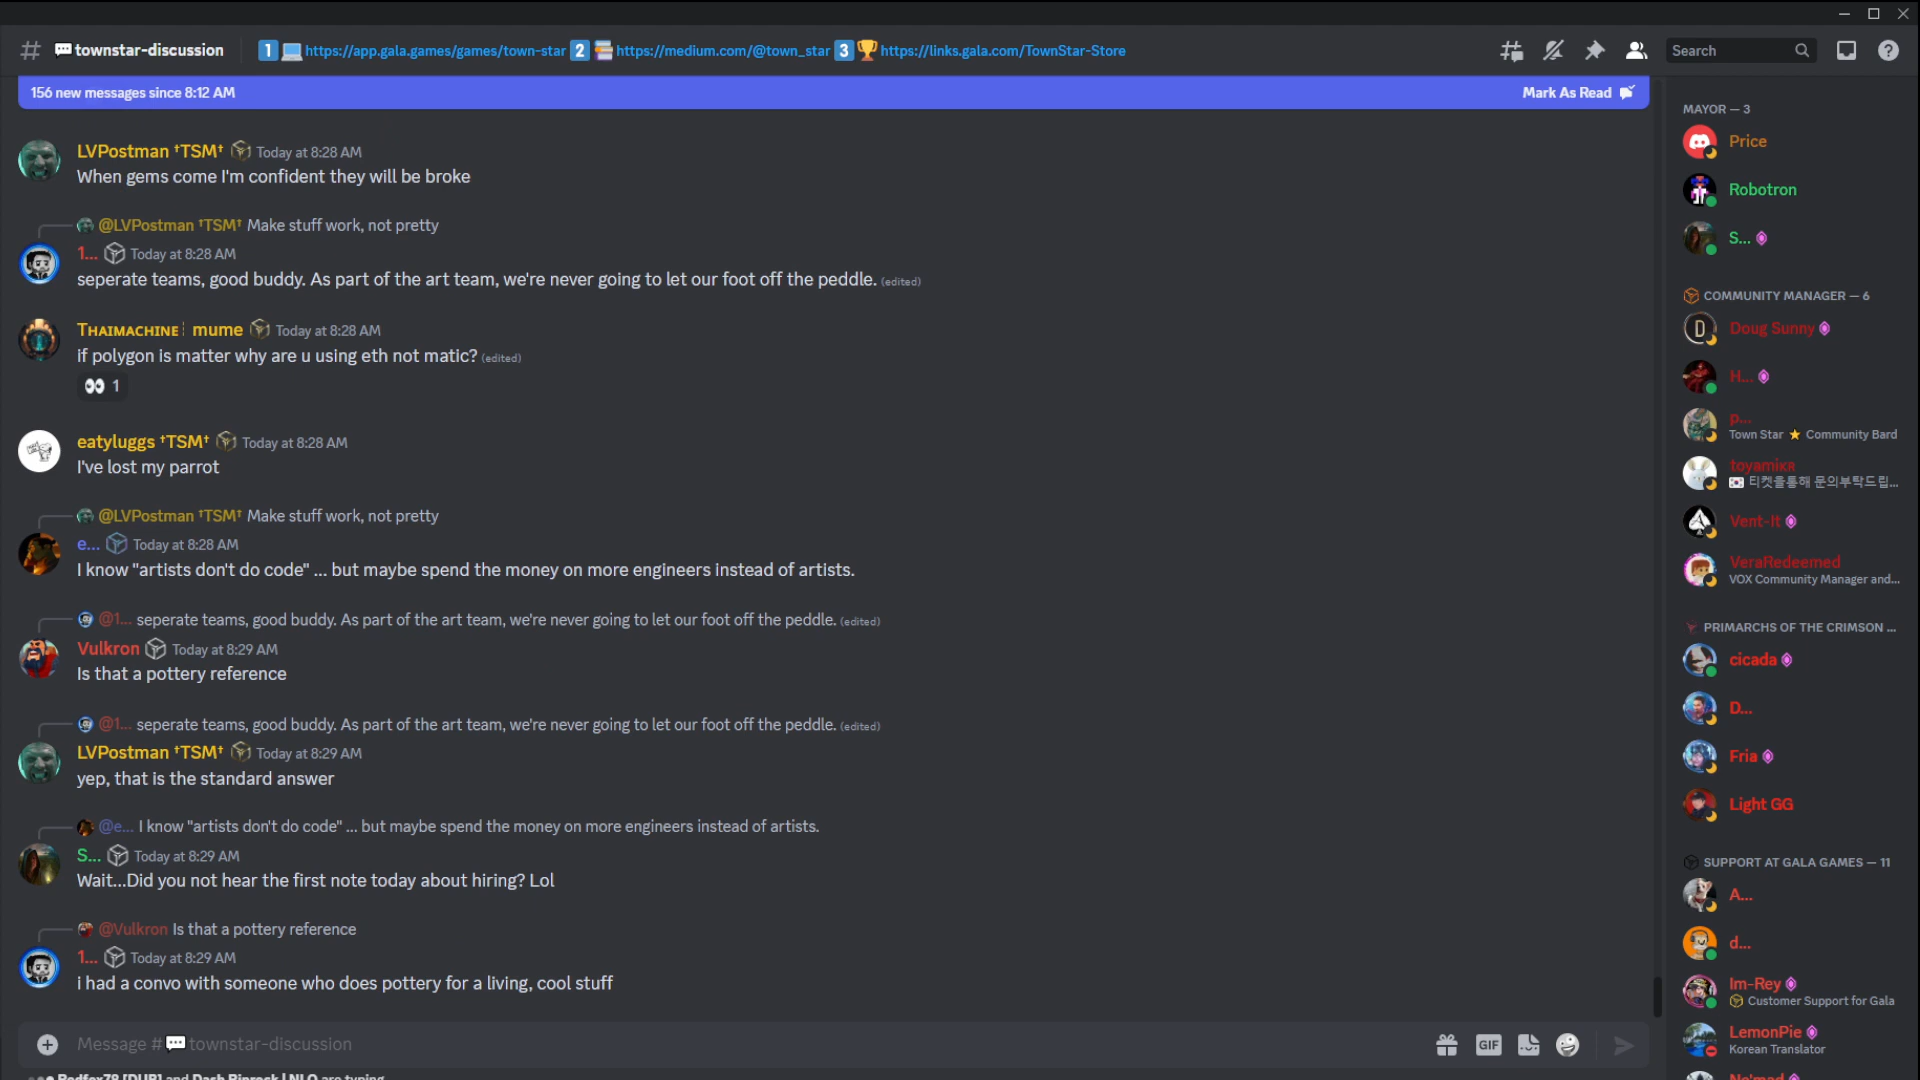 townstar-discussion
1 https://app.gala.games/games/town-star 2 https://medium.com/@town_star 3 https://links.gala.com/TownStar-Store
Search
156 new messages since 8:12 AM
Mark As Read
LVPostman †TSM† Today at 8:28 AM
When gems come I'm confident they will be broke
@LVPostman †TSM† Make stuff work, not pretty
1... Today at 8:28 AM
seperate teams, good buddy. As part of the art team, we're never going to let our foot off the peddle. (edited)
Tʜᴀɪᴍᴀᴄʜɪɴᴇ┊mume Today at 8:28 AM
if polygon is matter why are u using eth not matic? (edited)
👀 1
eatyluggs †TSM† Today at 8:28 AM
I've lost my parrot
@LVPostman †TSM† Make stuff work, not pretty
e... Today at 8:28 AM
I know "artists don't do code" ... but maybe spend the money on more engineers instead of artists.
@1... seperate teams, good buddy. As part of the art team, we're never going to let our foot off the peddle. (edited)
Vulkron Today at 8:29 AM
Is that a pottery reference
@1... seperate teams, good buddy. As part of the art team, we're never going to let our foot off the peddle. (edited)
LVPostman †TSM† Today at 8:29 AM
yep, that is the standard answer
@e... I know "artists don't do code" ... but maybe spend the money on more engineers instead of artists.
S... Today at 8:29 AM
Wait...Did you not hear the first note today about hiring? Lol
@Vulkron Is that a pottery reference
1... Today at 8:29 AM
i had a convo with someone who does pottery for a living, cool stuff
Message #💬townstar-discussion
GIF
Redfox78 [DUB] and
are typing
MAYOR — 3
Price
Robotron
S...
COMMUNITY MANAGER — 6
D
Doug Sunny
H...
p...
Town Star ⭐ Community Bard
toyamiᴋʀ
🇰🇷 티켓을통해 문의부탁드립...
Vent-It
VeraRedeemed
VOX Community Manager and...
PRIMARCHS OF THE CRIMSON ...
cicada
D...
Fria
Light GG
SUPPORT AT GALA GAMES — 11
A...
d...
Im-Rey
Customer Support for Gala
LemonPie
Korean Translator
No'mad